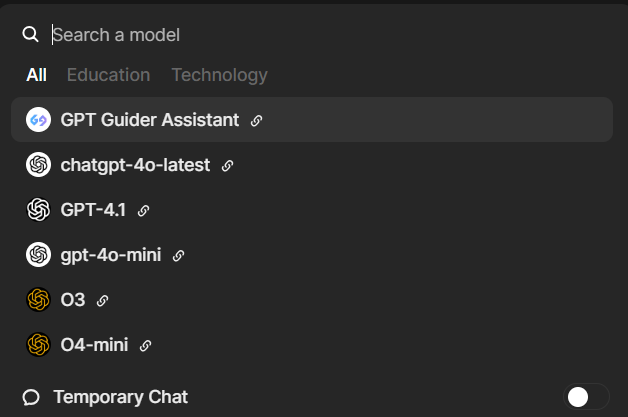 Search a model
All Education Technology
GPT Guider Assistant
chatgpt-4o-latest
GPT-4.1
gpt-4o-mini
O3
O4-mini
Temporary Chat